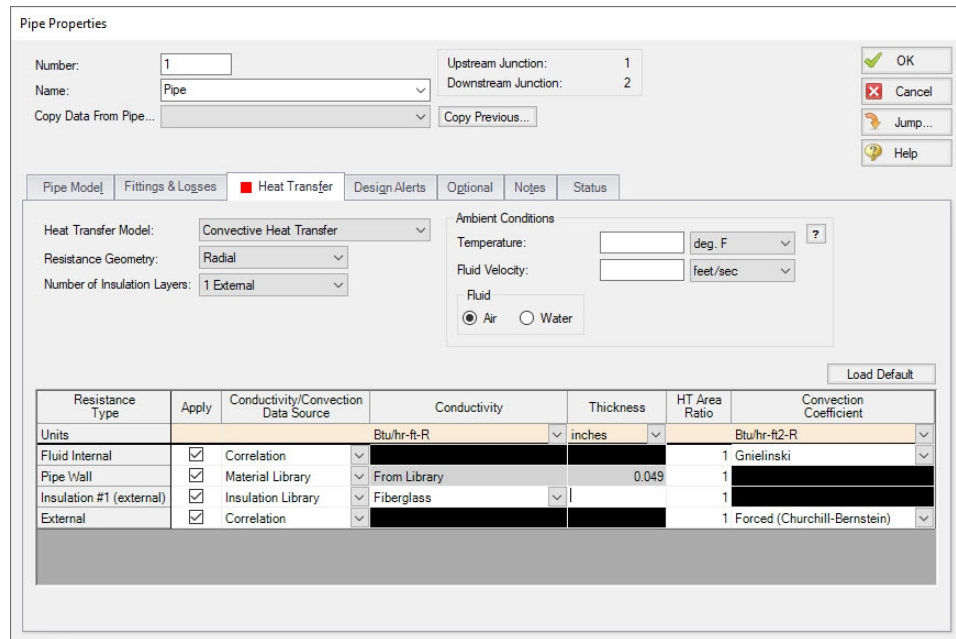 Pipe Properties
Number: 1
Name: Pipe
Copy Data From Pipe... Copy Previous...
Upstream Junction: 1
Downstream Junction: 2
OK
Cancel
Jump...
Help
Pipe Model Fittings & Losses Heat Transfer Design Alerts Optional Notes Status
Heat Transfer Model: Convective Heat Transfer
Resistance Geometry: Radial
Number of Insulation Layers: 1 External
Ambient Conditions
Temperature: deg. F ?
Fluid Velocity: feet/sec
Fluid
Air Water
Load Default
Resistance Type Apply Conductivity/Convection Data Source Conductivity Thickness HT Area Ratio Convection Coefficient
Units Btu/hr-ft-R inches Btu/hr-ft2-R
Fluid Internal Correlation 1 Gnielinski
Pipe Wall Material Library From Library 0.049 1
Insulation #1 (external) Insulation Library Fiberglass 1
External Correlation 1 Forced (Churchill-Bernstein)